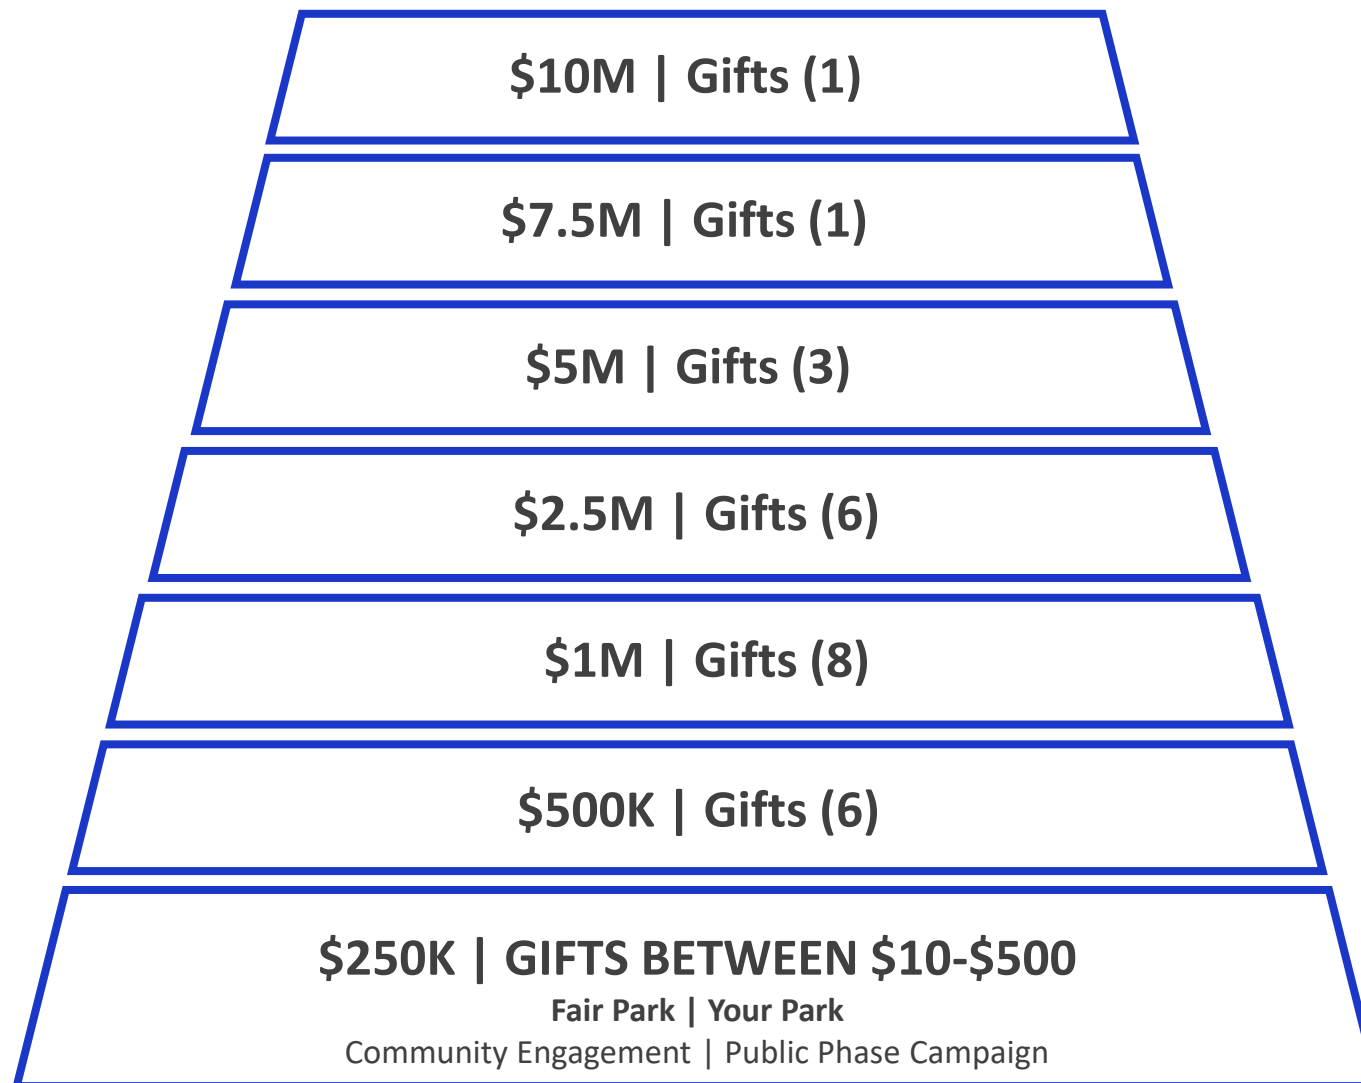 $10M | Gifts (1)
$7.5M | Gifts (1)
$5M | Gifts (3)
$2.5M | Gifts (6)
$1M | Gifts (8)
$500K | Gifts (6)
$250K | GIFTS BETWEEN $10-$500
Fair Park | Your Park
Community Engagement | Public Phase Campaign